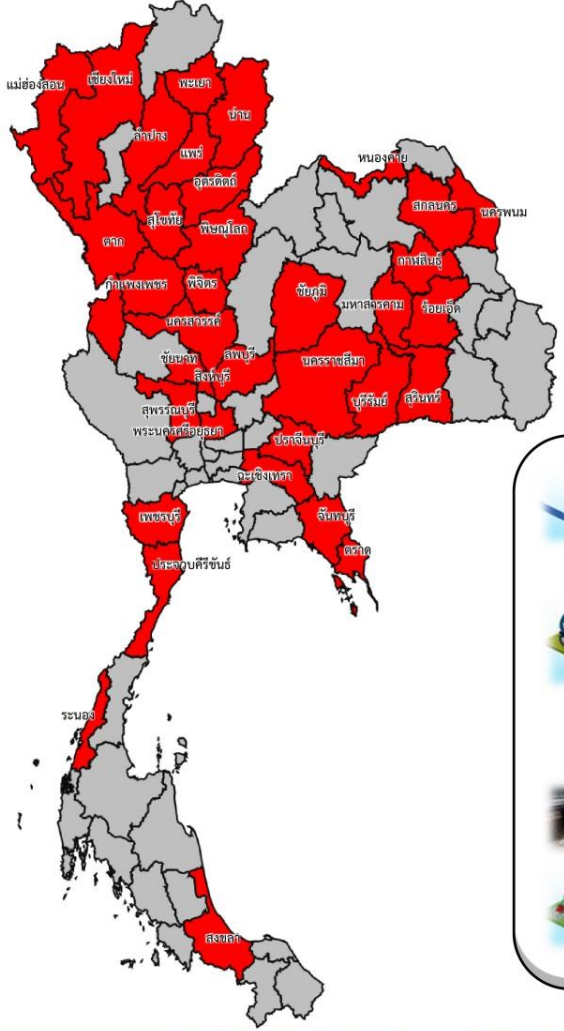 แม่ฮ่องสอน
เชียงใหม่
พะเยา
น่าน
ลำปาง
แพร่
อุตรดิตถ์
หนองคาย
สุโขทัย
พิษณุโลก
สกลนคร
นครพนม
ตาก
กาฬสินธุ์
กำแพงเพชร
พิจิตร
ชัยภูมิ
มหาสารคาม
ร้อยเอ็ด
นครสวรรค์
ชัยนาท
ลพบุรี
นครราชสีมา
สิงห์บุรี
บุรีรัมย์
สุรินทร์
สุพรรณบุรี
พระนครศรีอยุธยา
ปราจีนบุรี
ฉะเชิงเทรา
เพชรบุรี
จันทบุรี
ตราด
ประจวบคีรีขันธ์
ระนอง
สงขลา